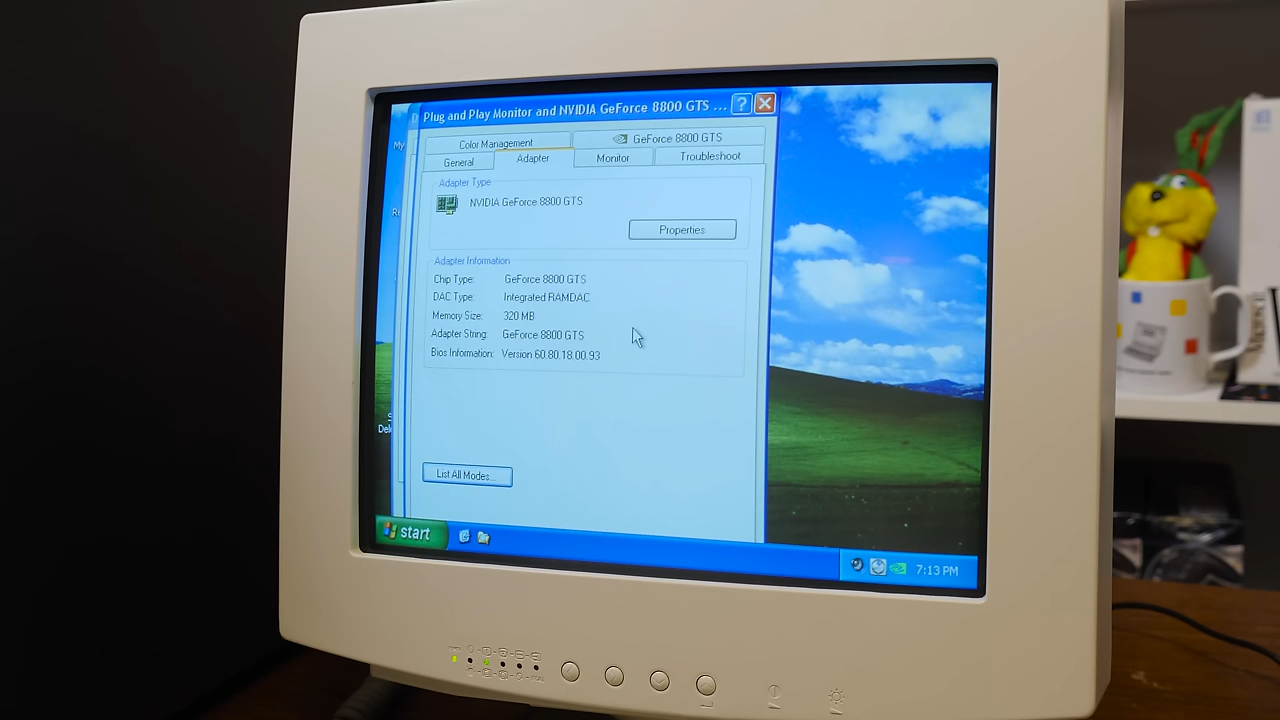 Plug and Play Monitor and NVIDIA GeForce 8800 GTS ...
Color Management
GeForce 8800 GTS
General
Adapter
Monitor
Troubleshoot
Adapter Type
NVIDIA GeForce 8800 GTS
Properties
Adapter Information
Chip Type: GeForce 8800 GTS
DAC Type: Integrated RAMDAC
Memory Size: 320 MB
Adapter String: GeForce 8800 GTS
Bios Information: Version 60.80.18.00.93
List All Modes...
My
start
7:13 PM